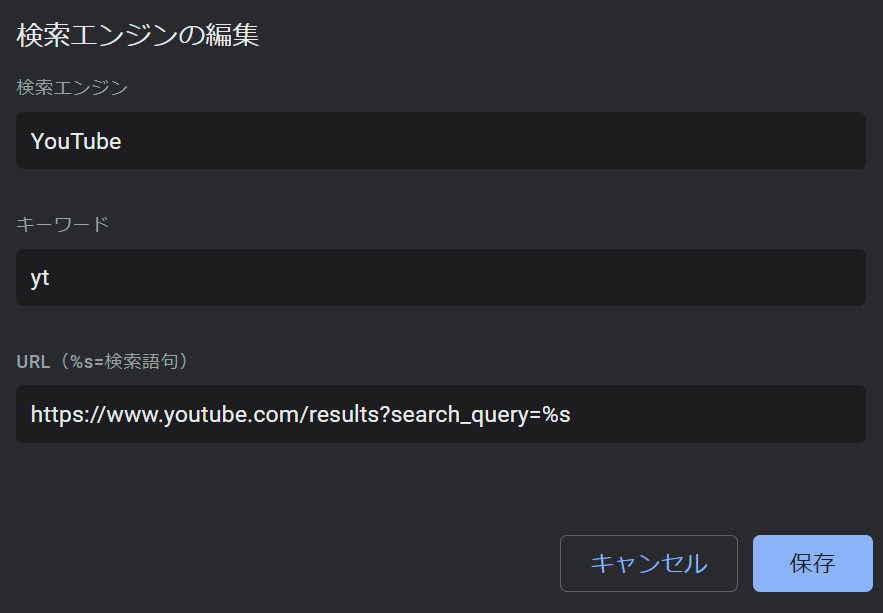 検索エンジンの編集
検索エンジン
YouTube
キーワード
yt
URL（%s=検索語句）
https://www.youtube.com/results?search_query=%s
キャンセル
保存